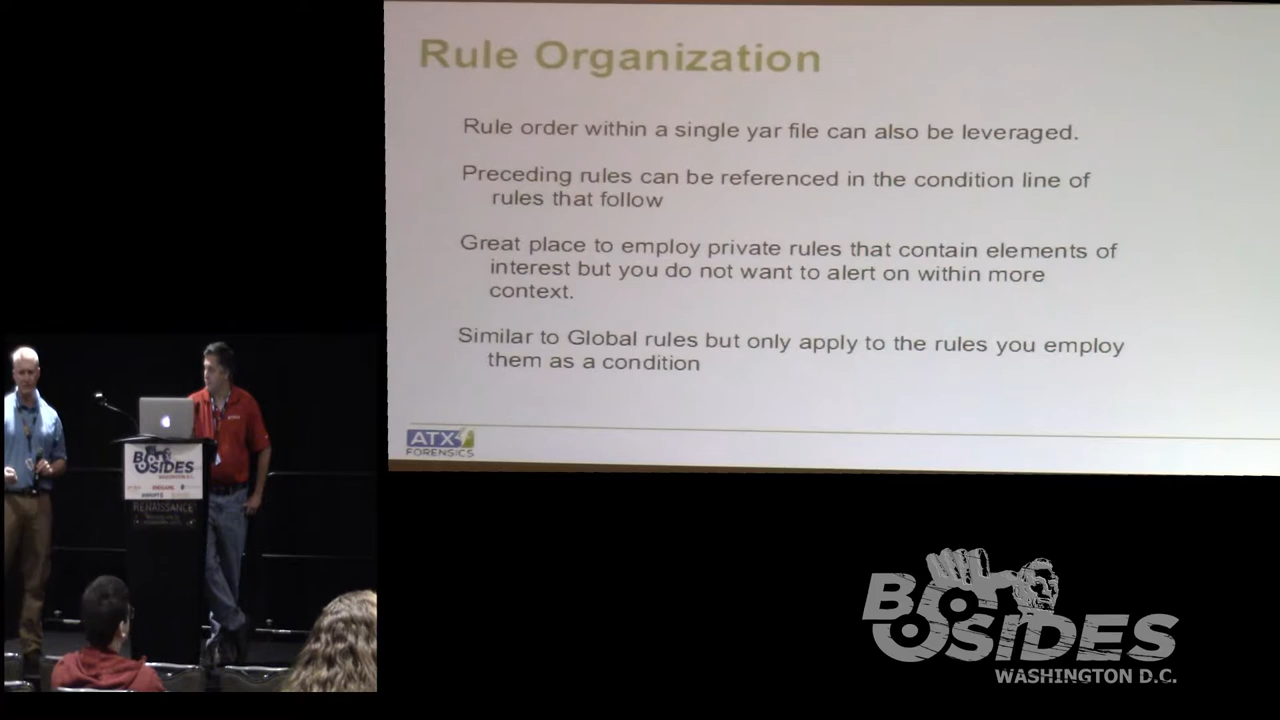 Rule Organization
Rule order within a single yar file can also be leveraged.
Preceding rules can be referenced in the condition line of
rules that follow
Great place to employ private rules that contain elements of
interest but you do not want to alert on within more
context.
Similar to Global rules but only apply to the rules you employ
them as a condition
ATX
FORENSICS
BSIDES
WASHINGTON D.C.
RENAISSANCE
BSIDES
WASHINGTON D.C.